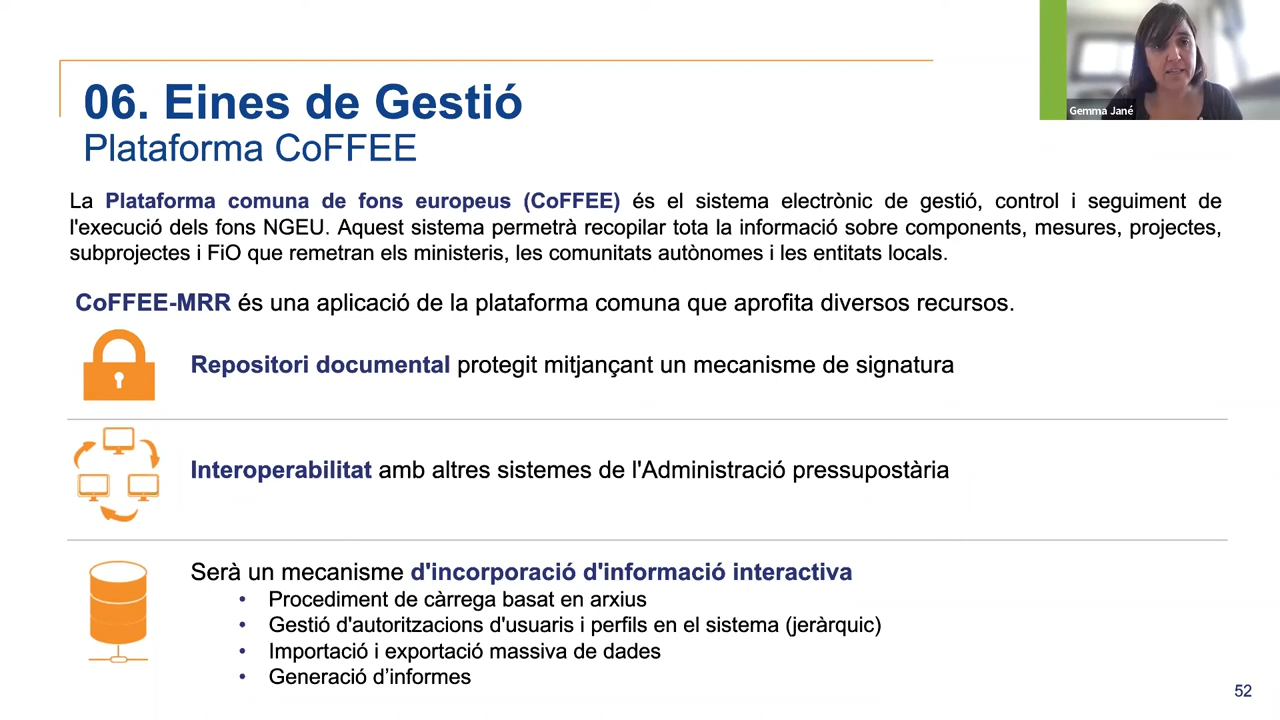 06. Eines de Gestió
Plataforma CoFFEE
Gemma Jané
La Plataforma comuna de fons europeus (CoFFEE) és el sistema electrònic de gestió, control i seguiment de
l'execució dels fons NGEU. Aquest sistema permetrà recopilar tota la informació sobre components, mesures, projectes,
subprojectes i FiO que remetran els ministeris, les comunitats autònomes i les entitats locals.
CoFFEE-MRR és una aplicació de la plataforma comuna que aprofita diversos recursos.
Repositori documental protegit mitjançant un mecanisme de signatura
Interoperabilitat amb altres sistemes de l'Administració pressupostària
Serà un mecanisme d'incorporació d'informació interactiva
• Procediment de càrrega basat en arxius
• Gestió d'autoritzacions d'usuaris i perfils en el sistema (jeràrquic)
• Importació i exportació massiva de dades
• Generació d’informes
52